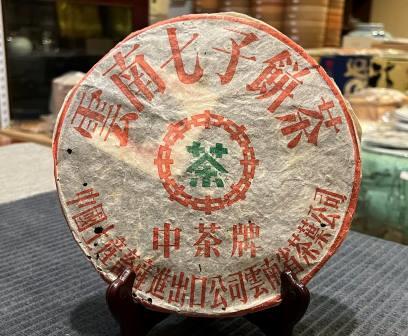 雲南七子餅茶
茶
中茶牌
中國土產畜產進出口公司雲南省茶葉公司